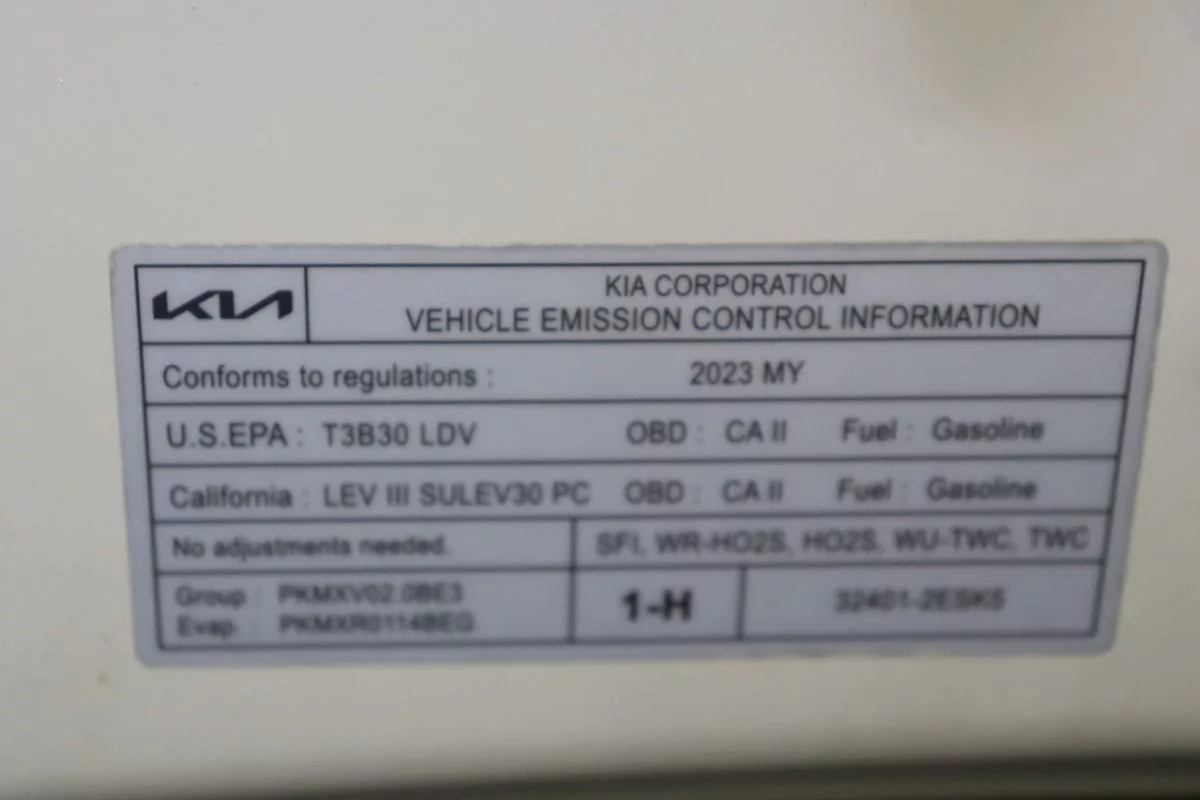 KIA
KIA CORPORATION
VEHICLE EMISSION CONTROL INFORMATION
Conforms to regulations : 2023 MY
U.S.EPA : T3B30 LDV OBD : CA II Fuel : Gasoline
California : LEV III SULEV30 PC OBD : CA II Fuel : Gasoline
No adjustments needed. SFI, WR-HO2S, HO2S, WU-TWC, TWC
Group : PKMXV02.0BE3
Evap. : PKMXR0114BEG
1-H